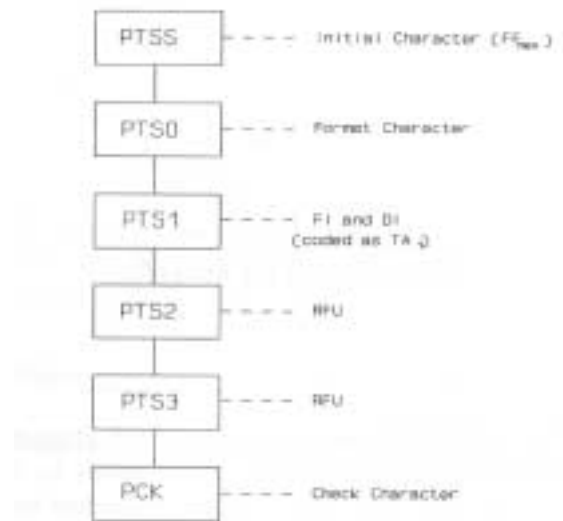 PTSS
Initial Character (FF_Hex)
PTS0
Format Character
PTS1
FI and DI
(coded as TA
PTS2
RFU
PTS3
RFU
PCK
Check Character